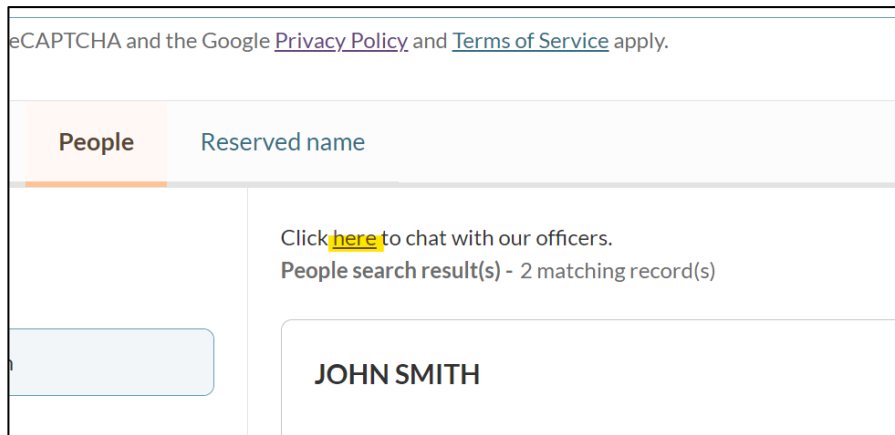 eCAPTCHA and the Google Privacy Policy and Terms of Service apply.
People
Reserved name
Click here to chat with our officers.
People search result(s) - 2 matching record(s)
JOHN SMITH